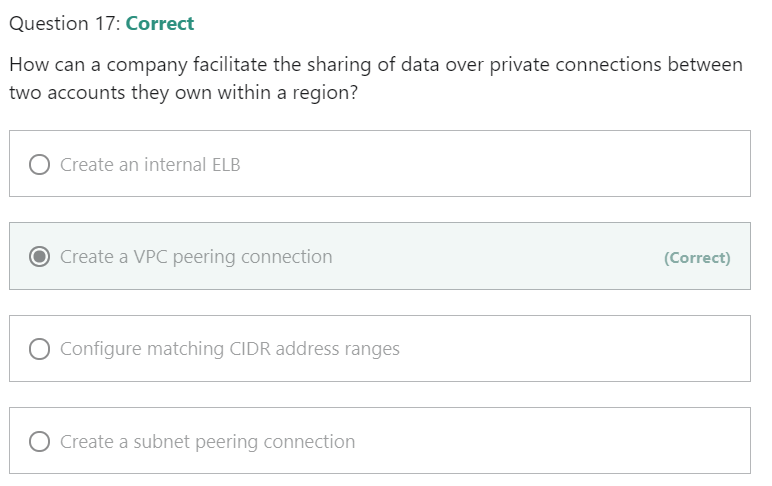 Question 17: Correct
How can a company facilitate the sharing of data over private connections between
two accounts they own within a region?
Create an internal ELB
Create a VPC peering connection (Correct)
Configure matching CIDR address ranges
Create a subnet peering connection